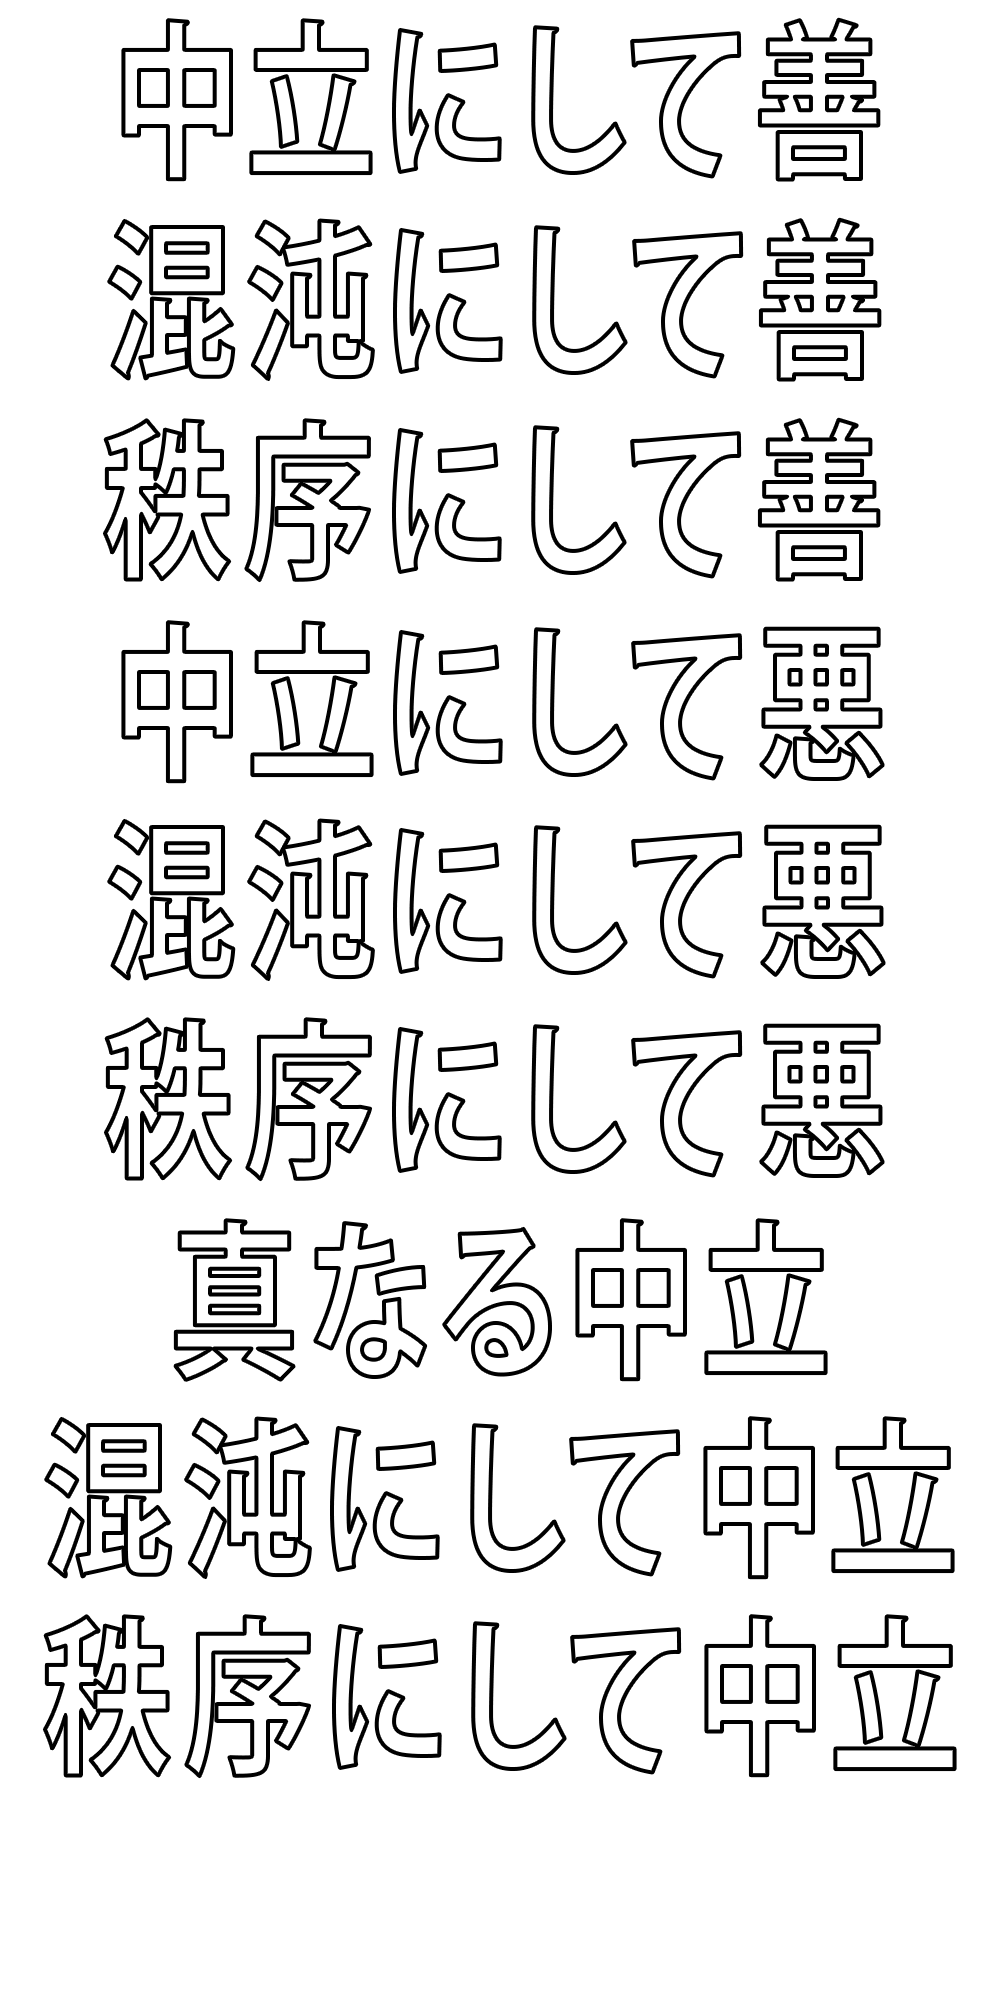 中立にして善
混沌にして善
秩序にして善
中立にして悪
混沌にして悪
秩序にして悪
真なる中立
混沌にして中立
秩序にして中立